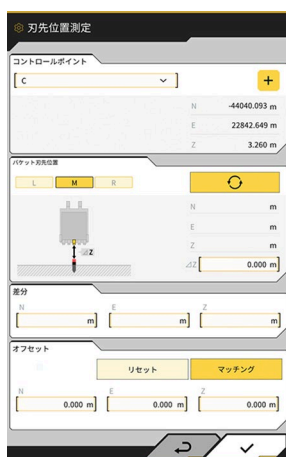 刃先位置測定
コントロールポイント
C
+
N -44040.093 m
E 22842.649 m
Z 3.260 m
バケット刃先位置
L M R
N m
E m
Z m
⊿Z 0.000 m
⊿Z
差分
N E Z
m m m
オフセット
リセット マッチング
N E Z
0.000 m 0.000 m 0.000 m